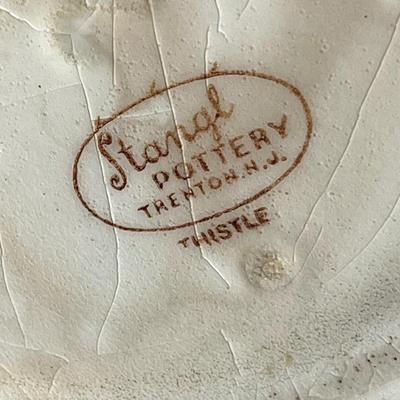 Stangl
POTTERY
TRENTON, N.J.
THISTLE